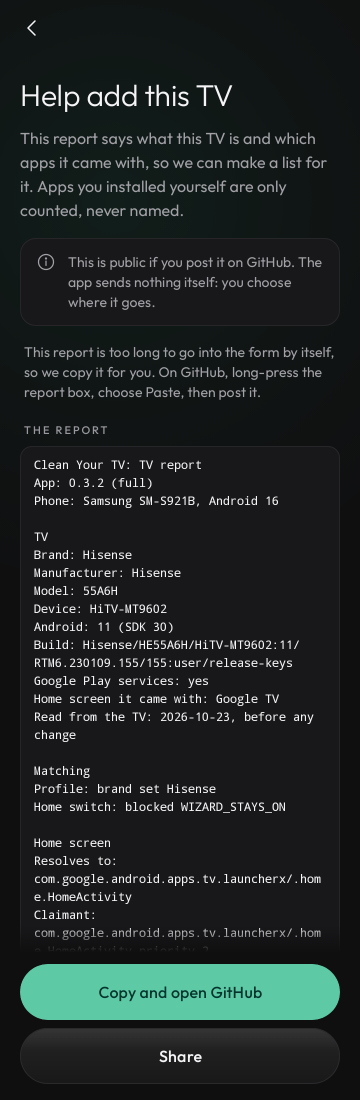 Help add this TV
This report says what this TV is and which
apps it came with, so we can make a list for
it. Apps you installed yourself are only
counted, never named.
This is public if you post it on GitHub. The
app sends nothing itself: you choose
where it goes.
This report is too long to go into the form by itself,
so we copy it for you. On GitHub, long-press the
report box, choose Paste, then post it.
THE REPORT
Clean Your TV: TV report
App: 0.3.2 (full)
Phone: Samsung SM-S921B, Android 16
TV
Brand: Hisense
Manufacturer: Hisense
Model: 55A6H
Device: HiTV-MT9602
Android: 11 (SDK 30)
Build: Hisense/HE55A6H/HiTV-MT9602:11/
RTM6.230109.155/155:user/release-keys
Google Play services: yes
Home screen it came with: Google TV
Read from the TV: 2026-10-23, before any
change
Matching
Profile: brand set Hisense
Home switch: blocked WIZARD_STAYS_ON
Home screen
Resolves to:
com.google.android.apps.tv.launcherx/.hom
e.HomeActivity
Claimant:
com.google.android.apps.tv.launcherx/.hom
e.HomeActivity priority 2
Copy and open GitHub
Share